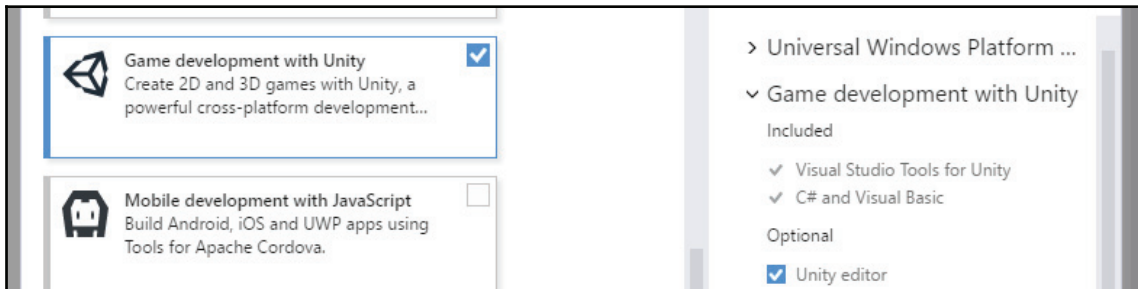 Game development with Unity
Create 2D and 3D games with Unity, a
powerful cross-platform development...
Mobile development with JavaScript
Build Android, iOS and UWP apps using
Tools for Apache Cordova.
Universal Windows Platform ...
Game development with Unity
Included
Visual Studio Tools for Unity
C# and Visual Basic
Optional
Unity editor